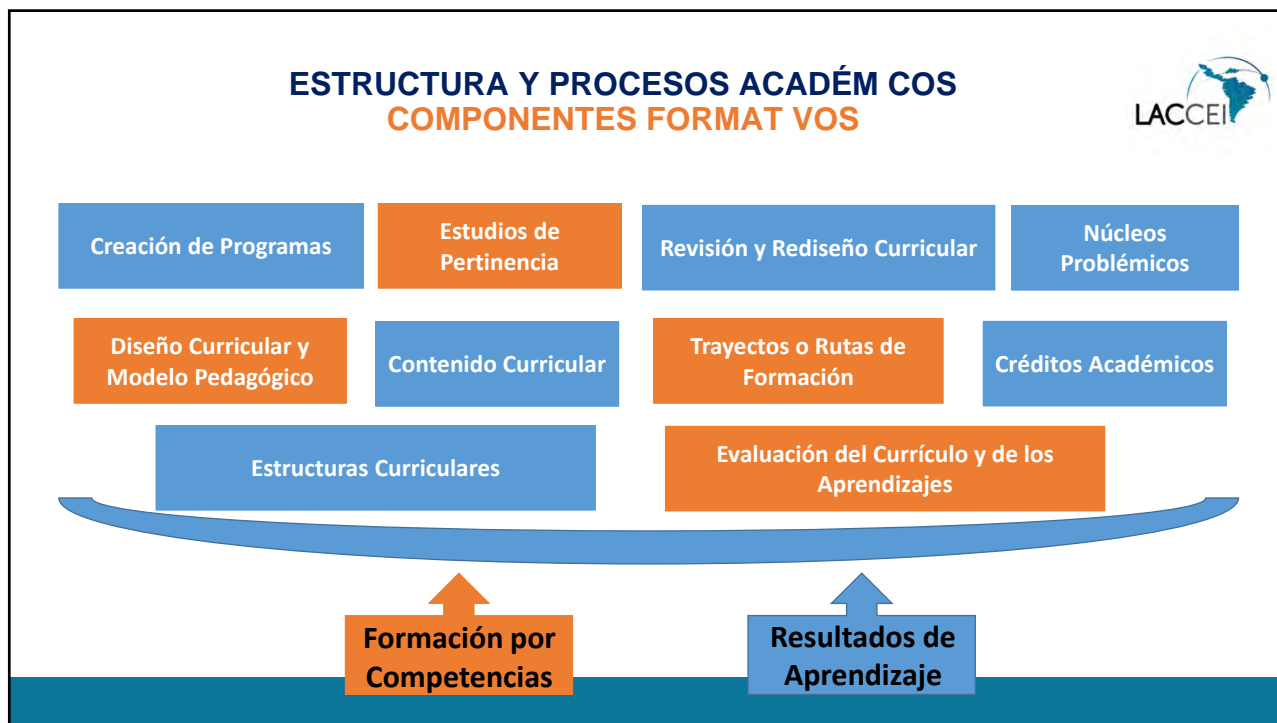 ESTRUCTURA Y PROCESOS ACADÉM COS
COMPONENTES FORMAT VOS
LACCEI
Creación de Programas
Estudios de
Pertinencia
Revisión y Rediseño Curricular
Núcleos
Problémicos
Diseño Curricular y
Modelo Pedagógico
Contenido Curricular
Trayectos o Rutas de
Formación
Créditos Académicos
Estructuras Curriculares
Evaluación del Currículo y de los
Aprendizajes
Formación por
Competencias
Resultados de
Aprendizaje